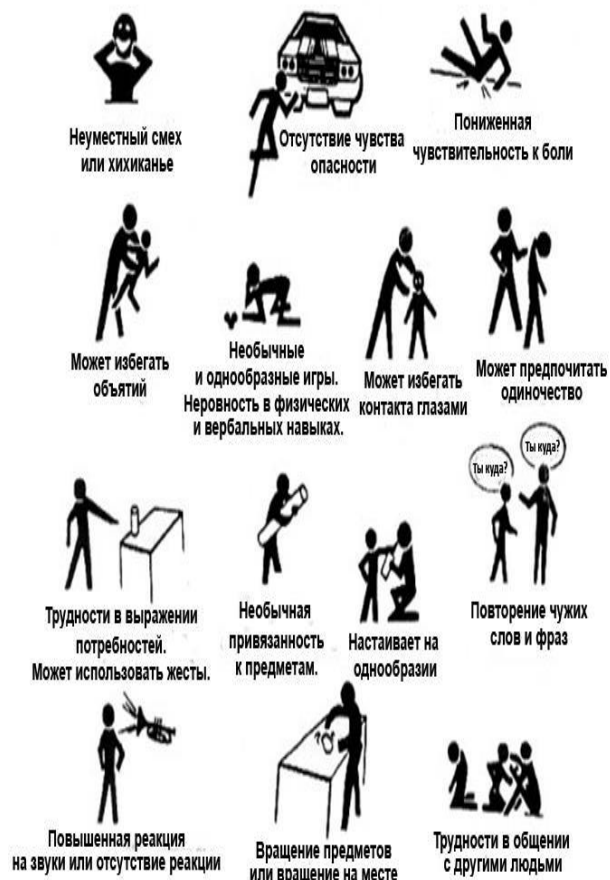 Неуместный смех
или хихиканье
Отсутствие чувства
опасности
Пониженная
чувствительность к боли
Может избегать
объятий
Необычные
и однообразные игры.
Неровность в физических
и вербальных навыках.
Может избегать
контакта глазами
Может предпочитать
одиночество
Трудности в выражении
потребностей.
Может использовать жесты.
Необычная
привязанность
к предметам.
Настаивает на
однообразии
Ты куда?
Ты куда?
Повторение чужих
слов и фраз
Повышенная реакция
на звуки или отсутствие реакции
Вращение предметов
или вращение на месте
Трудности в общении
с другими людьми